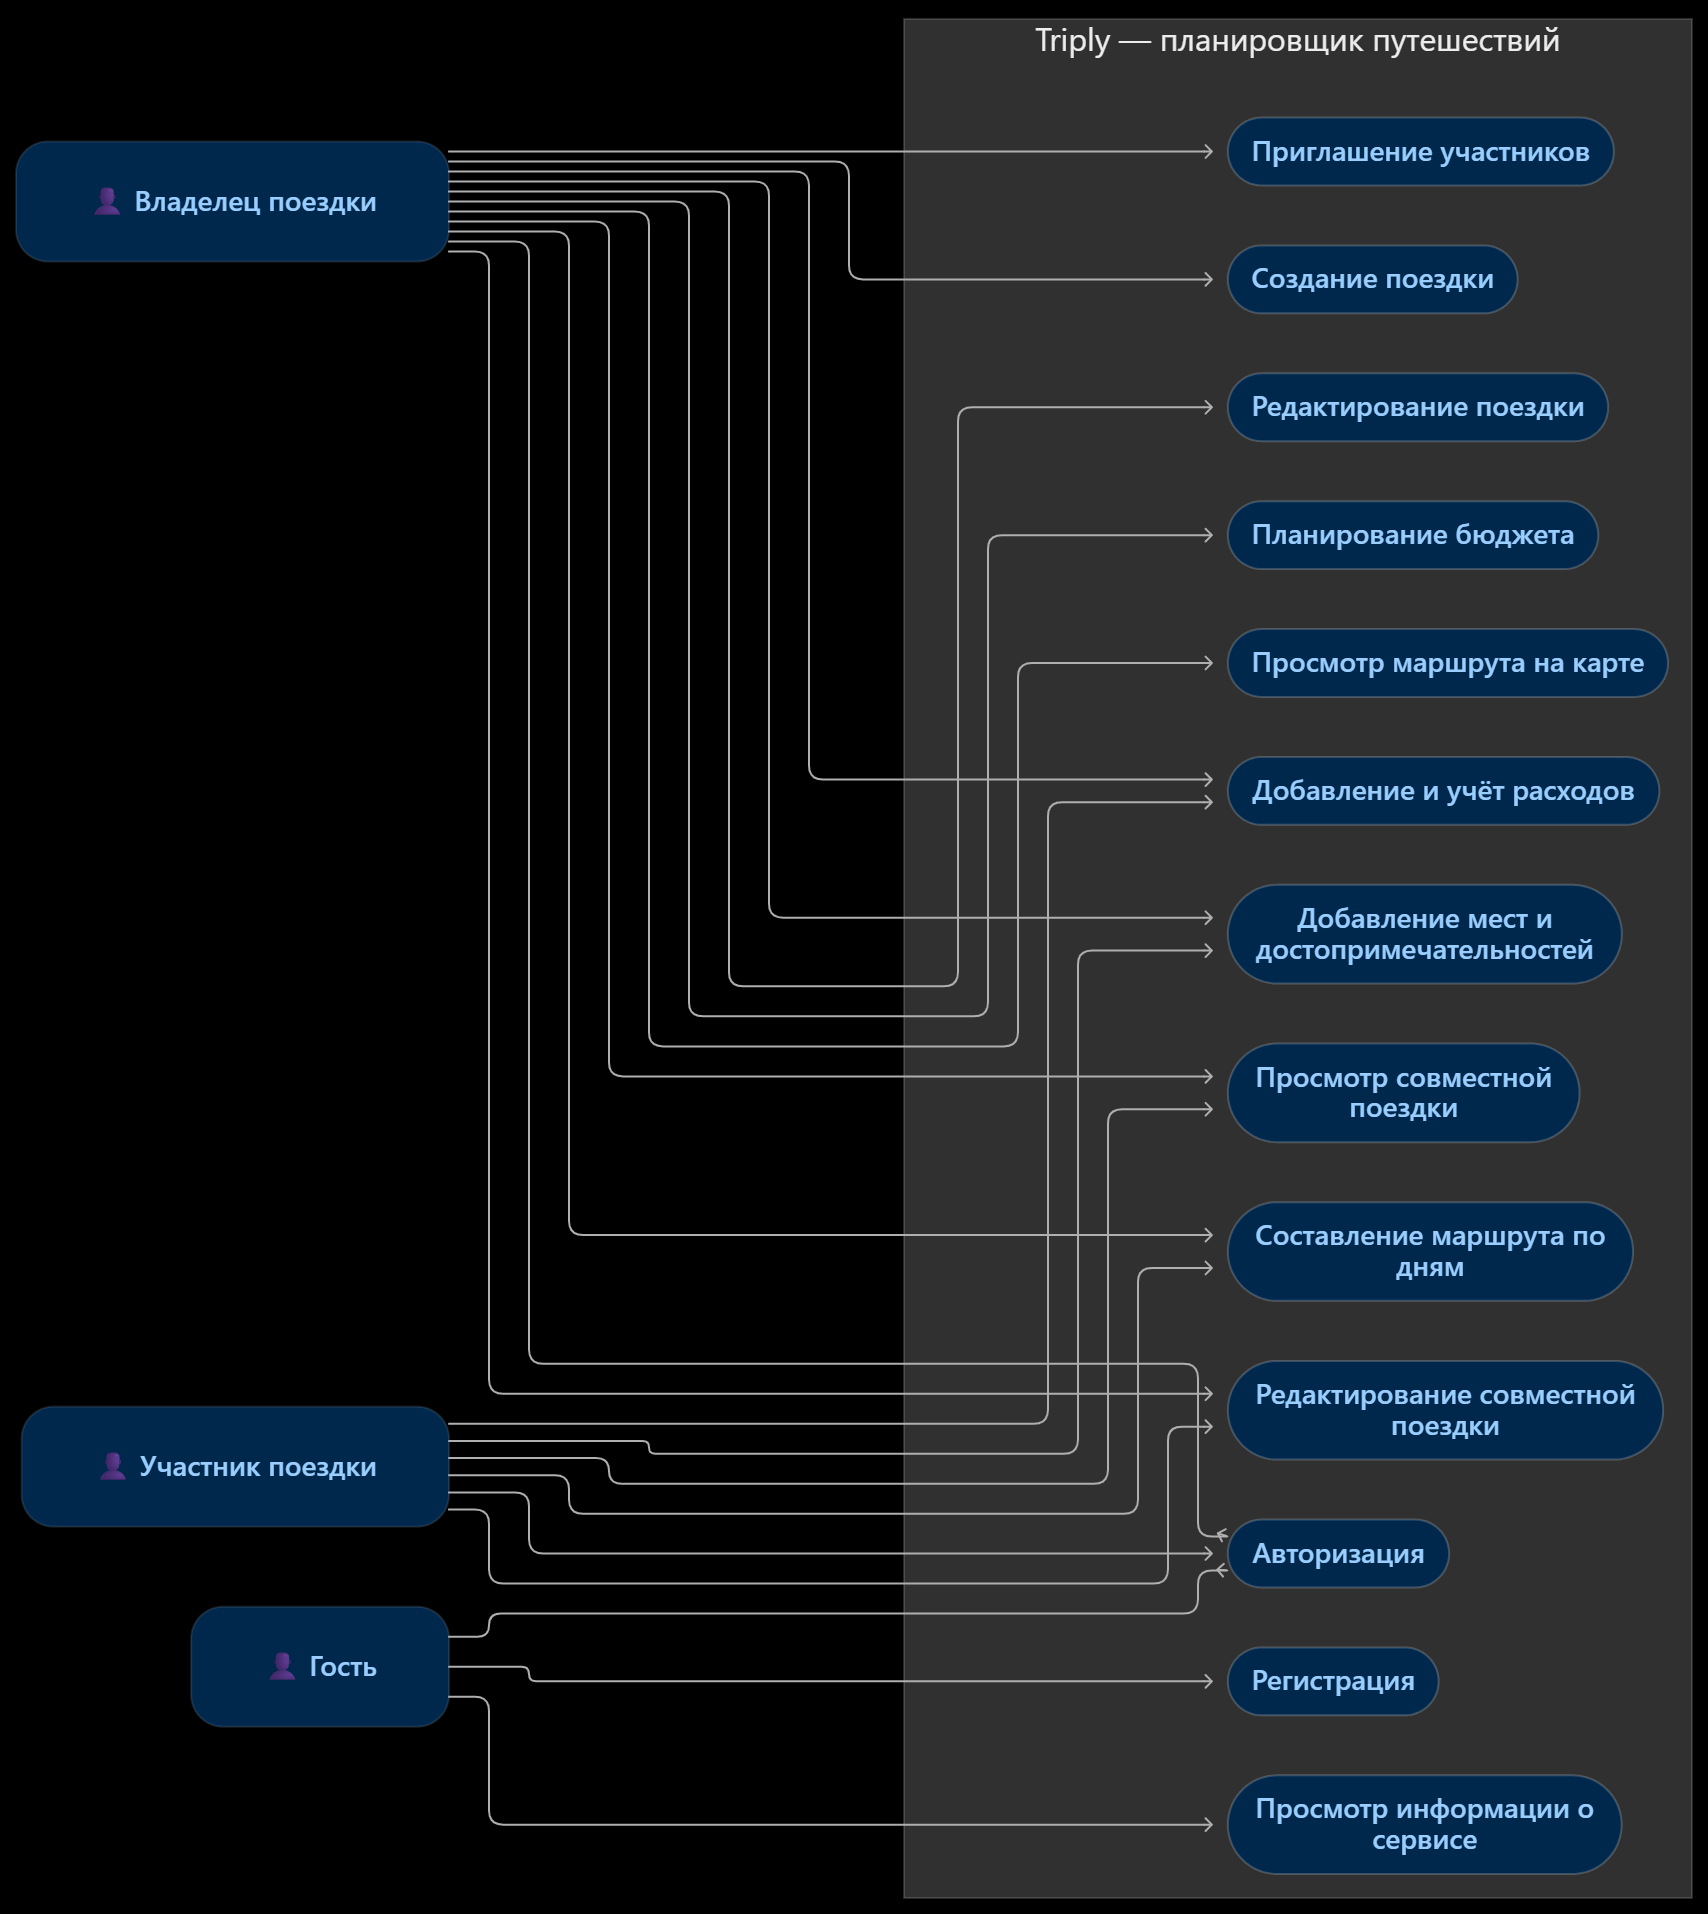 Triply — планировщик путешествий
Владелец поездки
Приглашение участников
Создание поездки
Редактирование поездки
Планирование бюджета
Просмотр маршрута на карте
Добавление и учёт расходов
Добавление мест и
достопримечательностей
Просмотр совместной
поездки
Составление маршрута по
дням
Редактирование совместной
поездки
Участник поездки
Авторизация
Гость
Регистрация
Просмотр информации о
сервисе